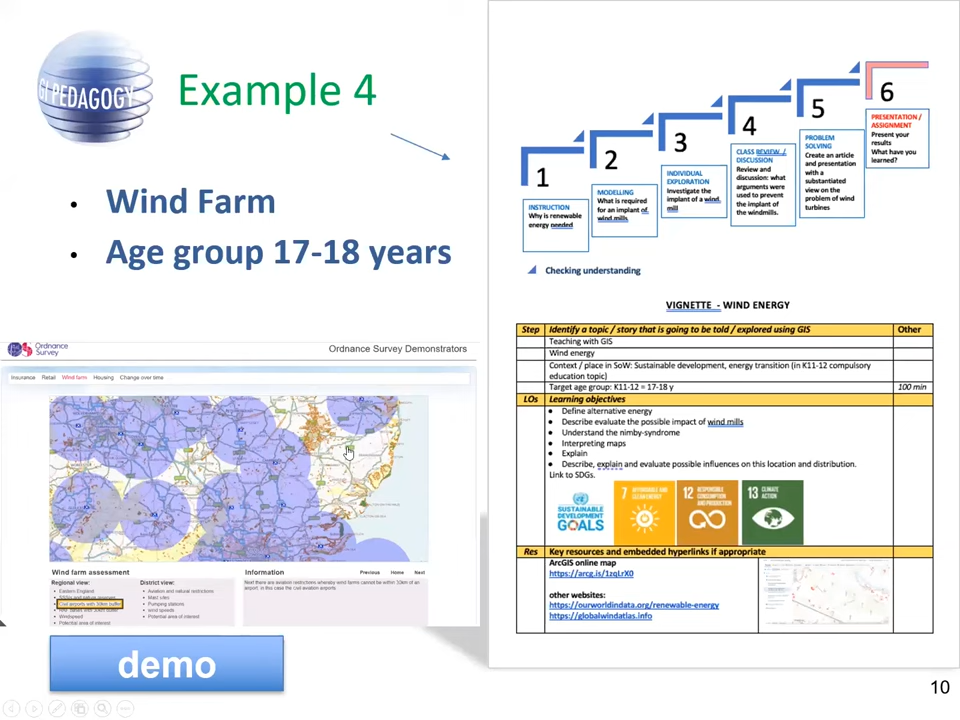 GI PEDAGOGY
Example 4
• Wind Farm
• Age group 17-18 years
Ordnance
Survey
Ordnance Survey Demonstrators
Insurance Retail Wind farm Housing Change over time
Wind farm assessment
Regional view:
• Eastern England
• Civil airports with 30km buffer
• Windspeed
• Potential area of interest
District view:
• Aviation and natural restrictions
• Mast sites
• Pumping stations
• Wind speeds
• Potential area of interest
Information
Previous Home Next
Next there are aviation restrictions whereby wind farms cannot be within 30km of an
airport, in this case the civil aviation airports.
demo
1
INSTRUCTION
Why is renewable
energy needed
2
MODELLING
What is required
for an implant of
wind mills
3
INDIVIDUAL
EXPLORATION
Investigate the
implant of a wind
mill
4
CLASS REVIEW /
DISCUSSION
Review and
discussion: what
arguments were
used to prevent
the implant of
the windmills.
5
PROBLEM
SOLVING
Create an article
and presentation
with a
substantiated
view on the
problem of wind
turbines
6
PRESENTATION /
ASSIGNMENT
Present your
results
What have you
learned?
Checking understanding
VIGNETTE - WIND ENERGY
Step Identify a topic / story that is going to be told / explored using GIS Other
Teaching with GIS
Wind energy
Context / place in SoW: Sustainable development, energy transition (in K11-12 compulsory
education topic)
Target age group: K11-12 = 17-18 y 100 min
LOs Learning objectives
• Define alternative energy
• Describe evaluate the possible impact of wind mills
• Understand the nimby-syndrome
• Interpreting maps
• Explain
• Describe, explain and evaluate possible influences on this location and distribution.
Link to SDGs.
SUSTAINABLE
DEVELOPMENT
GOALS
7 AFFORDABLE AND
CLEAN ENERGY
12 RESPONSIBLE
CONSUMPTION
AND PRODUCTION
13 CLIMATE
ACTION
Res Key resources and embedded hyperlinks if appropriate
ArcGIS online map
https://arcg.is/1zqLrX0
other websites:
https://ourworldindata.org/renewable-energy
https://globalwindatlas.info
10